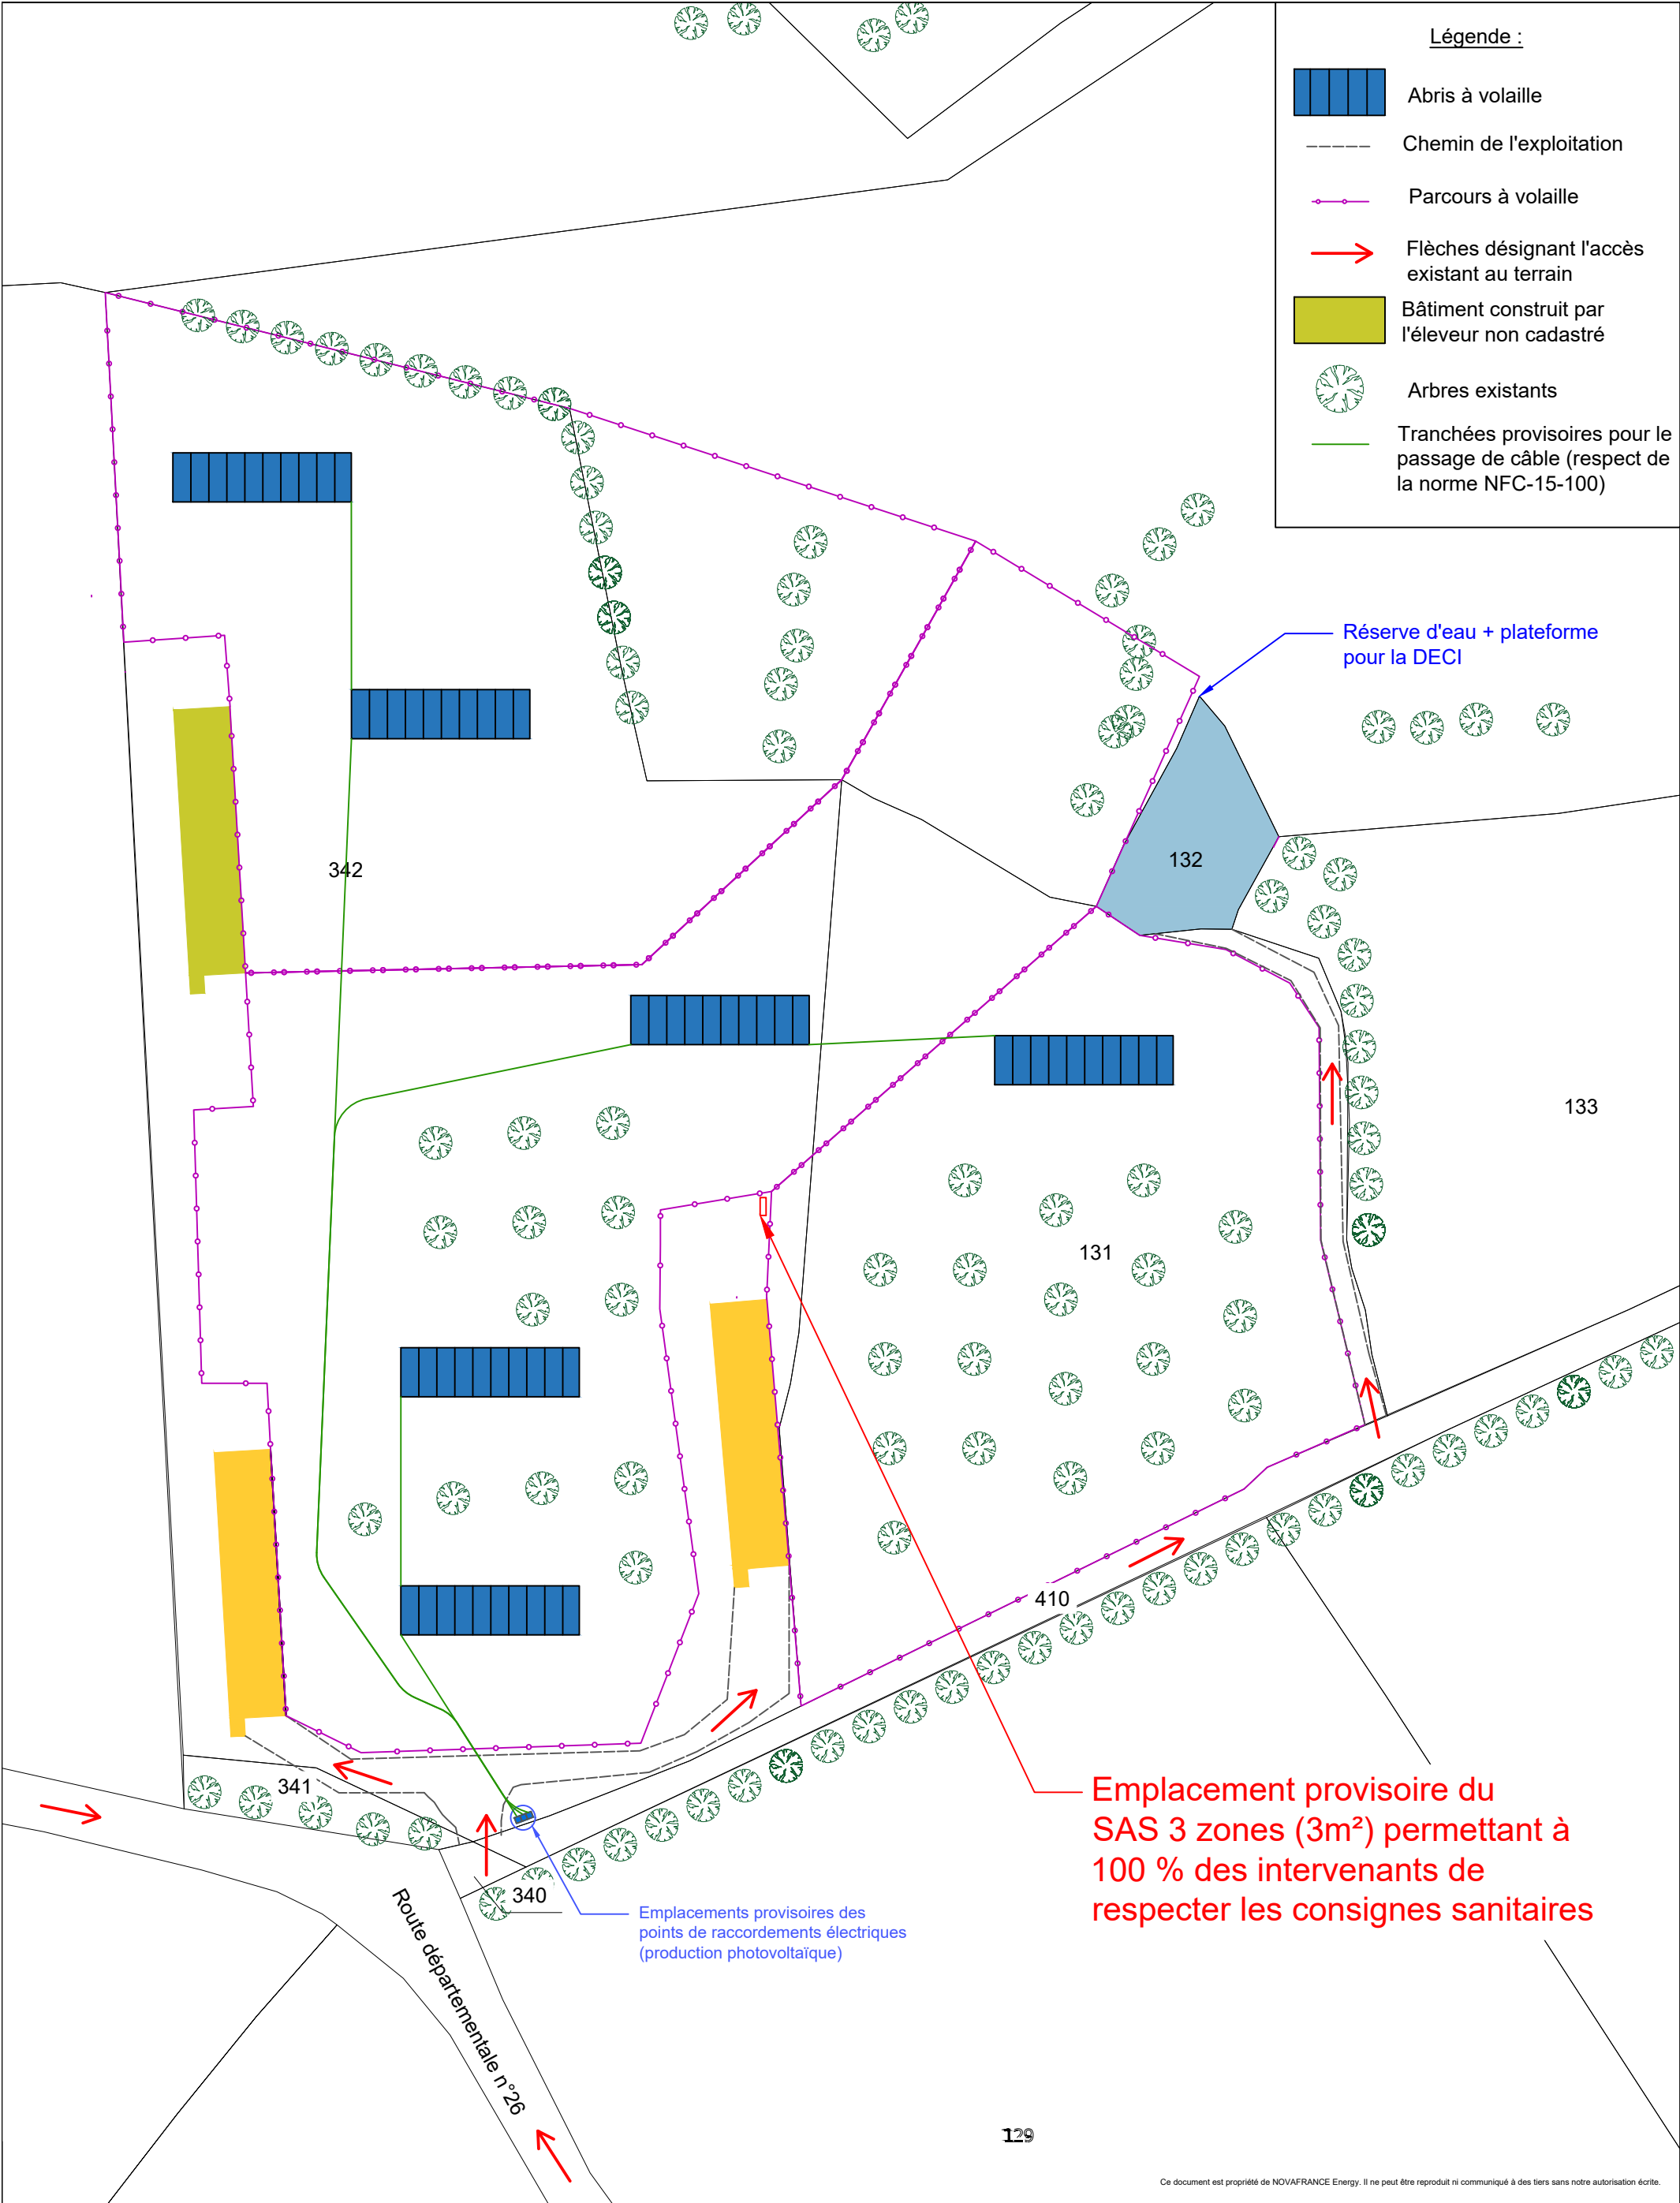 Légende :
Abris à volaille
Chemin de l'exploitation
Parcours à volaille
Flèches désignant l'accès
existant au terrain
Bâtiment construit par
l'éleveur non cadastré
Arbres existants
Tranchées provisoires pour le
passage de câble (respect de
la norme NFC-15-100)
Réserve d'eau + plateforme
pour la DECI
132
342
133
131
410
341
340
Emplacement provisoire du
SAS 3 zones (3m²) permettant à
100 % des intervenants de
respecter les consignes sanitaires
Emplacements provisoires des
points de raccordements électriques
(production photovoltaïque)
Route départementale n°26
129
Ce document est propriété de NOVAFRANCE Energy. Il ne peut être reproduit ni communiqué à des tiers sans notre autorisation écrite.